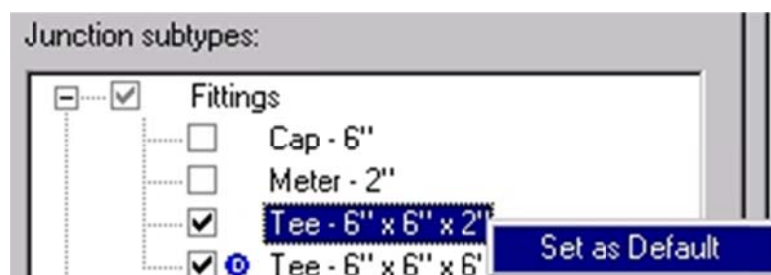 Junction subtypes:
Fittings
Cap - 6"
Meter - 2"
Tee - 6" x 6" x 2"
Set as Default
Tee - 6" x 6" x 6'